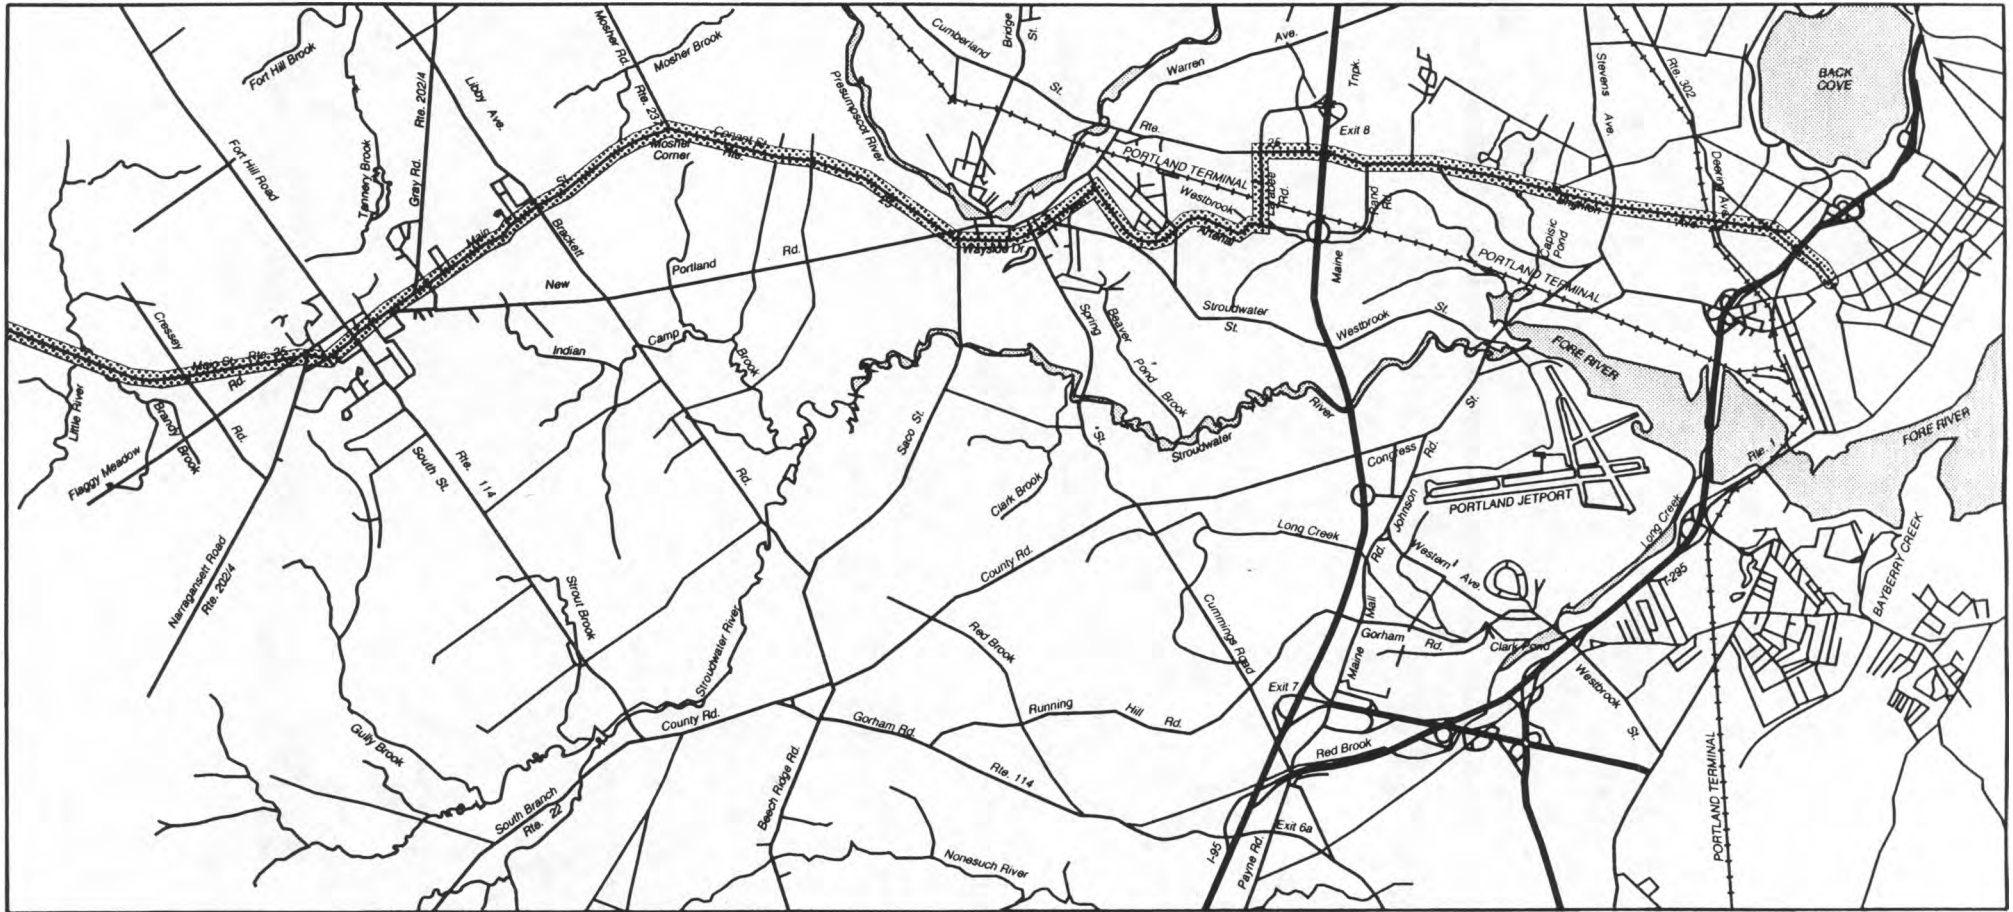 Fort Hill Brook
Fort Hill Road
Tannery Brook
Gray Rd.
Rte. 202/4
Libby Ave.
Mosher Rd.
Rte. 237
Mosher Brook
Mosher
Corner
Conant St.
Rte.
25
Presumpscot River
Cumberland
St.
Bridge
St.
Warren
Ave.
Rte.
25
PORTLAND TERMINAL
Westbrook
Arterial
Rd.
Exit 8
Tnpk.
Maine
Rand
Rd.
Stevens
Ave.
Rte. 302
Deering Ave.
BACK
COVE
Capisic
Pond
PORTLAND TERMINAL
Main
St.
Brackett
Rd.
New
Portland
Rd.
Wayside Dr.
Spring
St.
Beaver
Pond
Brook
Stroudwater
St.
Westbrook
St.
FORE RIVER
FORE RIVER
Cressey
Rd.
Main St.
Rte. 25
Little River
Brandy
Brook
Flaggy Meadow
Rd.
Narragansett Road
Rte. 202/4
South St.
Rte.
114
Indian
Camp
Brook
Saco St.
Stroudwater
River
Clark Brook
Congress
St.
Johnson
Rd.
PORTLAND JETPORT
Rte. 1
Long Creek
Long Creek
Western
Ave.
County Rd.
Strout Brook
Stroudwater River
Red Brook
Cummings Road
Maine
Mall
Rd.
Gorham
Rd.
Clark Pond
I-295
BAYBERRY CREEK
Westbrook
St.
Gully Brook
County Rd.
Gorham Rd.
Running
Hill
Rd.
Exit 7
Red Brook
South Branch
Rte. 22
Beech Ridge Rd.
Rte. 114
Nonesuch River
I-95
Payne Rd.
Exit 6a
PORTLAND TERMINAL